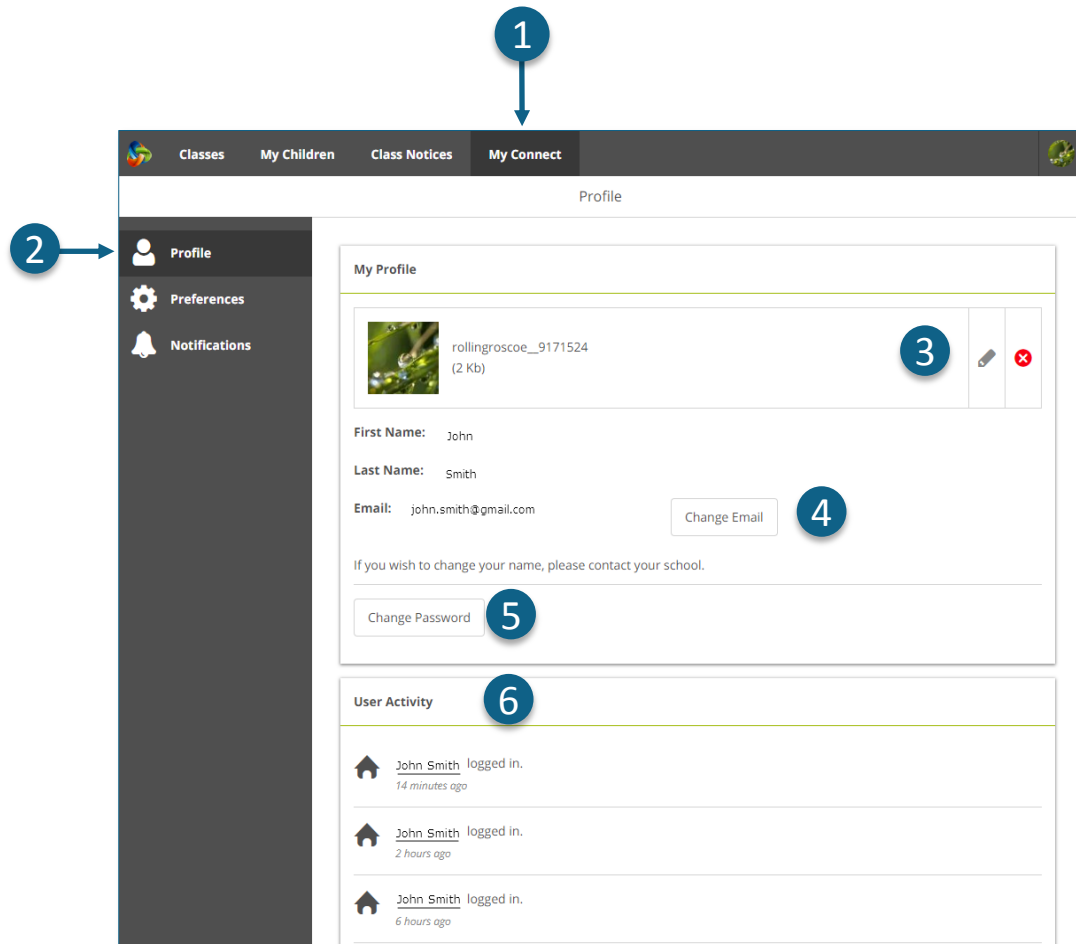 1
Classes My Children Class Notices My Connect
Profile
2
Profile
Preferences
Notifications
My Profile
rollingroscoe__9171524
(2 Kb)
3
First Name: John
Last Name: Smith
Email: john.smith@gmail.com Change Email 4
If you wish to change your name, please contact your school.
Change Password 5
User Activity 6
John Smith logged in.
14 minutes ago
John Smith logged in.
2 hours ago
John Smith logged in.
6 hours ago